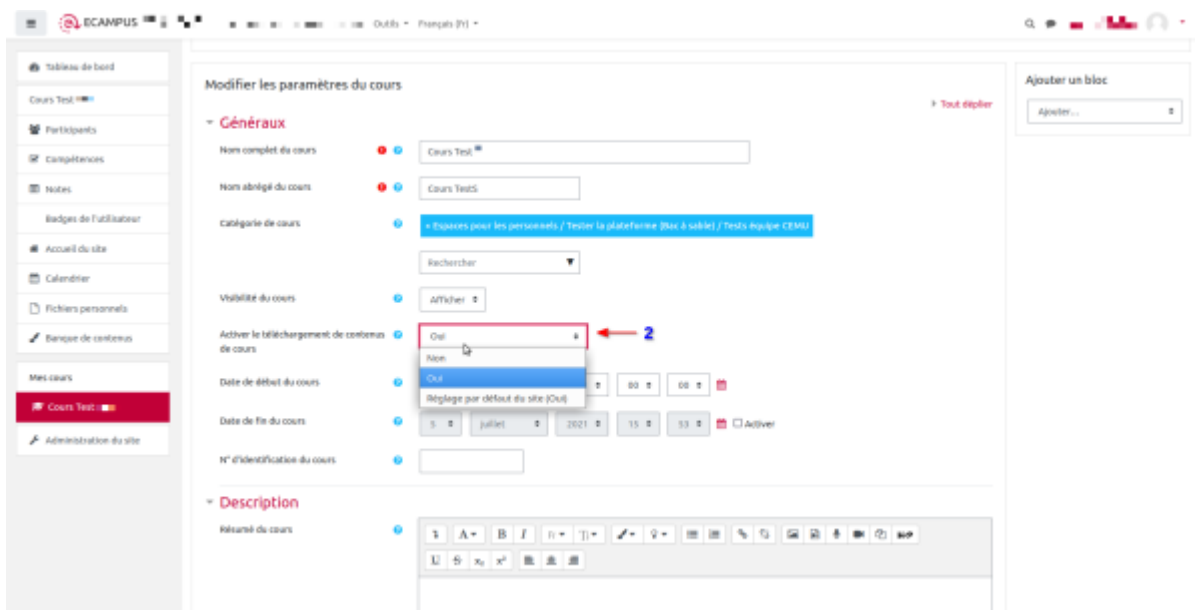 ECAMPUS
Outils
Français (fr)
Tableau de bord
Cours Test
Participants
Compétences
Notes
Badges de l'utilisateur
Accueil du site
Calendrier
Fichiers personnels
Banque de contenus
Mes cours
Cours Test
Administration du site
Modifier les paramètres du cours
Tout déplier
Généraux
Nom complet du cours
Cours Test
Nom abrégé du cours
Cours TestS
Catégorie de cours
× Espaces pour les personnels / Tester la plateforme (Bac à sable) / Tests équipe CEMU
Rechercher
Visibilité du cours
Afficher
Activer le téléchargement de contenus
de cours
Oui
2
Non
Oui
Réglage par défaut du site (Oui)
Date de début du cours
00 00
Date de fin du cours
5 juillet 2021 15 53 Activer
N° d'identification du cours
Description
Résumé du cours
Ajouter un bloc
Ajouter...